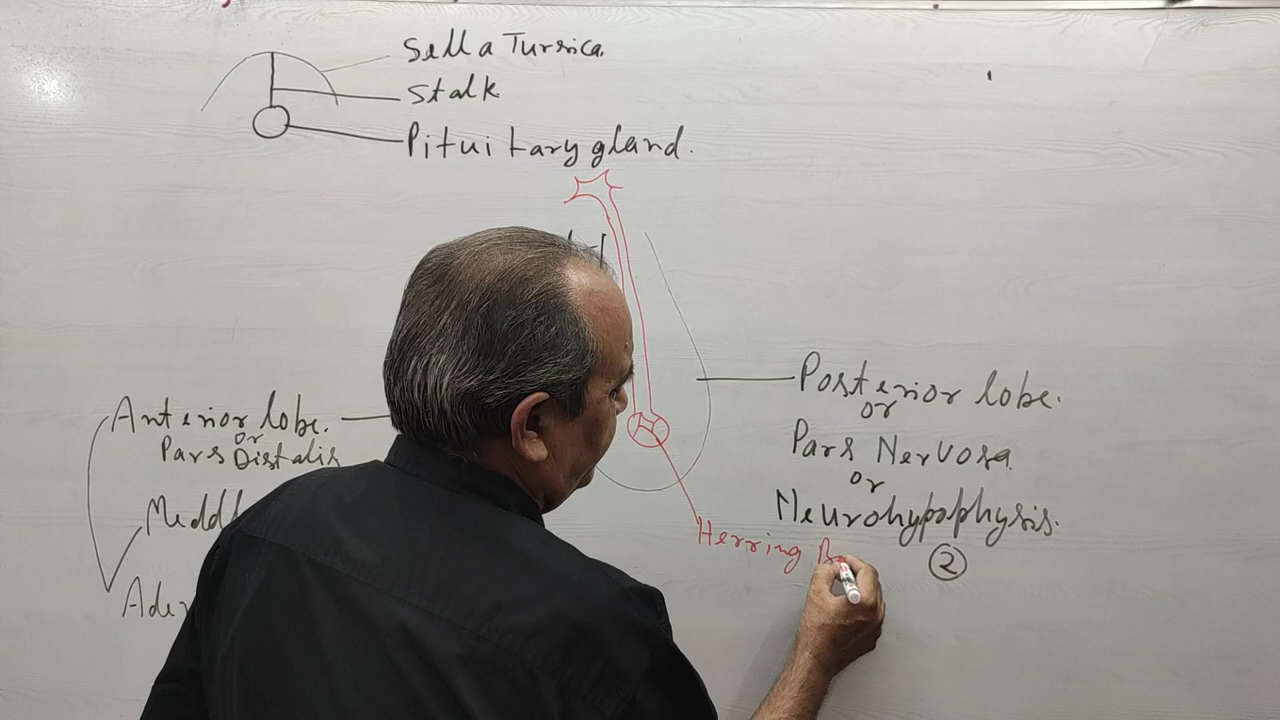 Sella Tursica.
Stalk
Pituitary gland.
Anterior lobe.
or
Pars Distalis
Posterior lobe.
or
Pars Nervosa
or
Neurohypophysis.
2
Herring